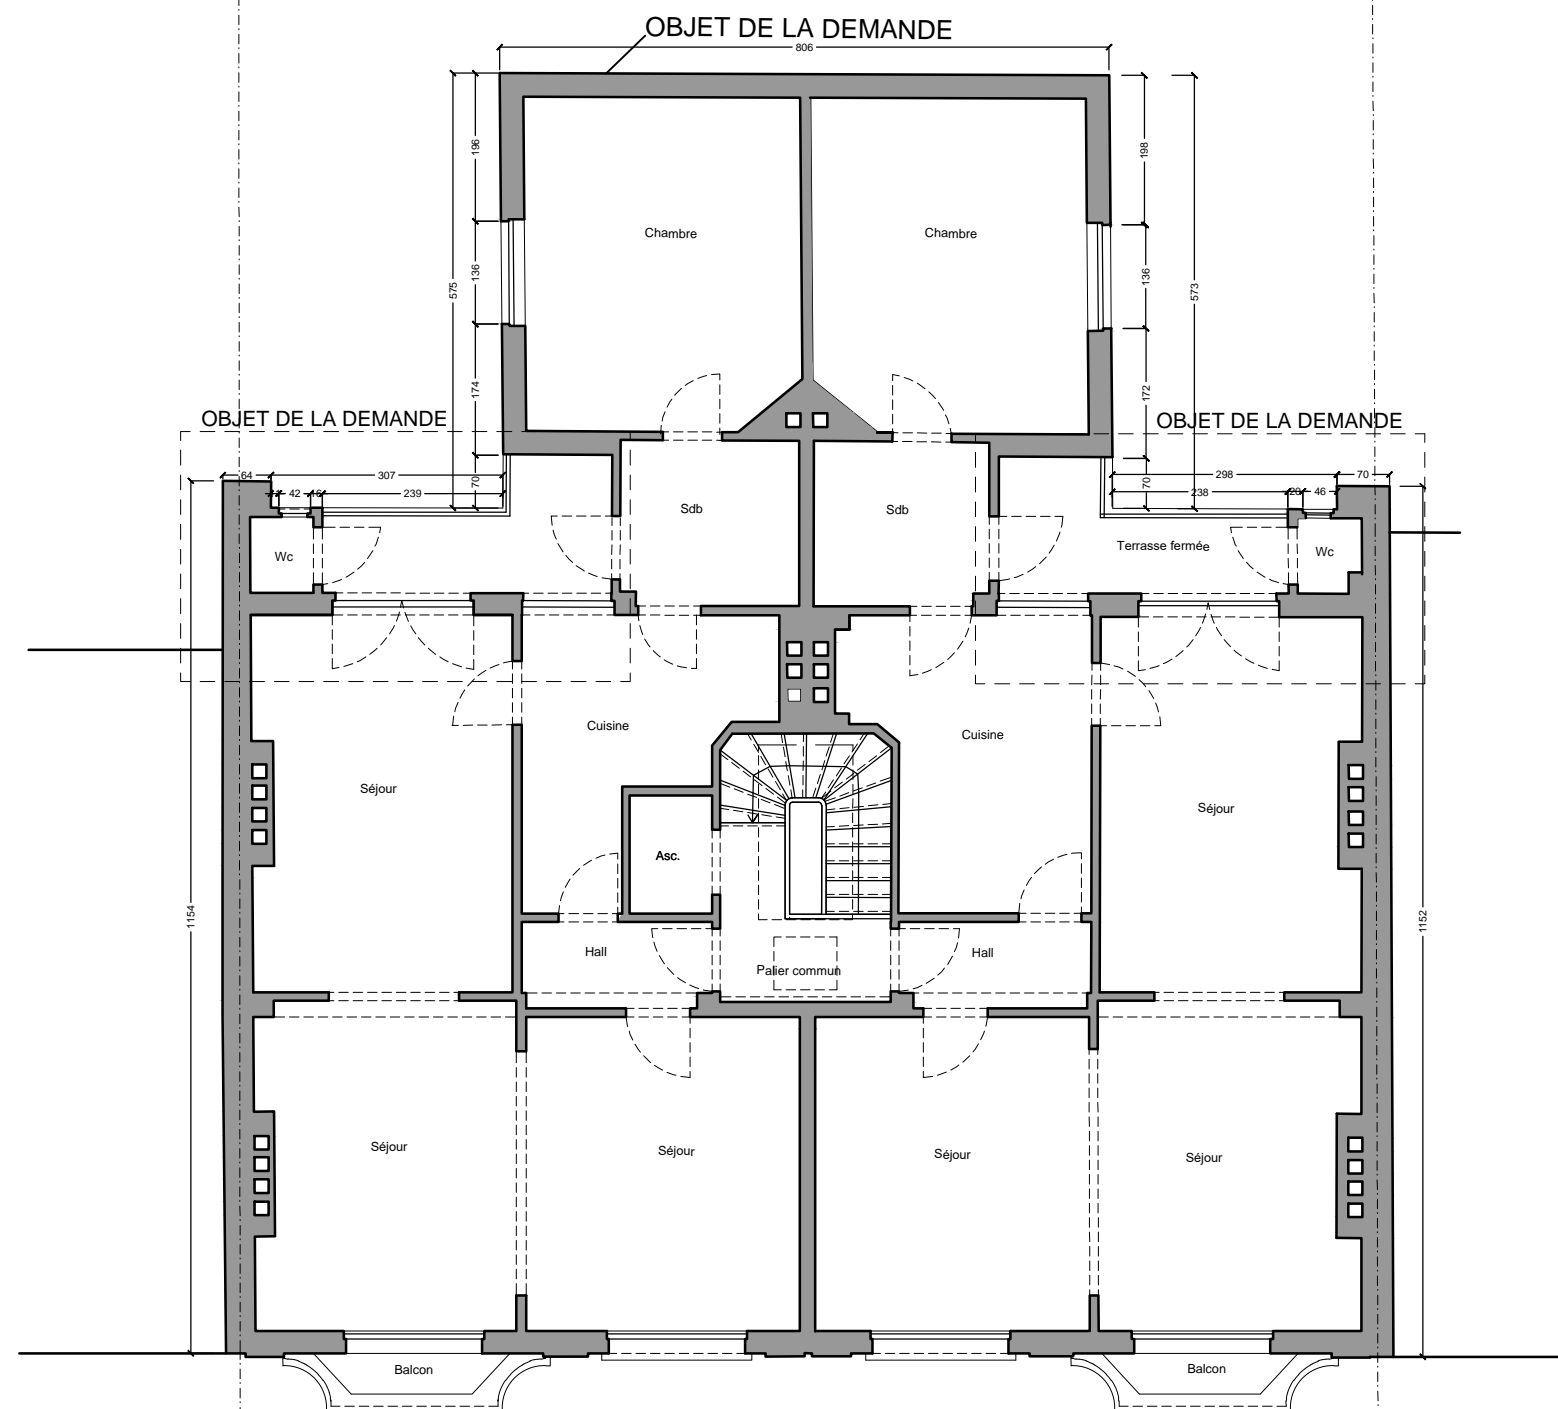 OBJET DE LA DEMANDE
806
196
198
Chambre
Chambre
136
136
575
573
174
172
OBJET DE LA DEMANDE
OBJET DE LA DEMANDE
64
307
70
298
70
42
16
239
70
238
20
46
Sdb
Sdb
Wc
Terrasse fermée
Wc
Cuisine
Cuisine
Séjour
Séjour
Asc.
1154
1152
Hall
Palier commun
Hall
Séjour
Séjour
Séjour
Séjour
Balcon
Balcon